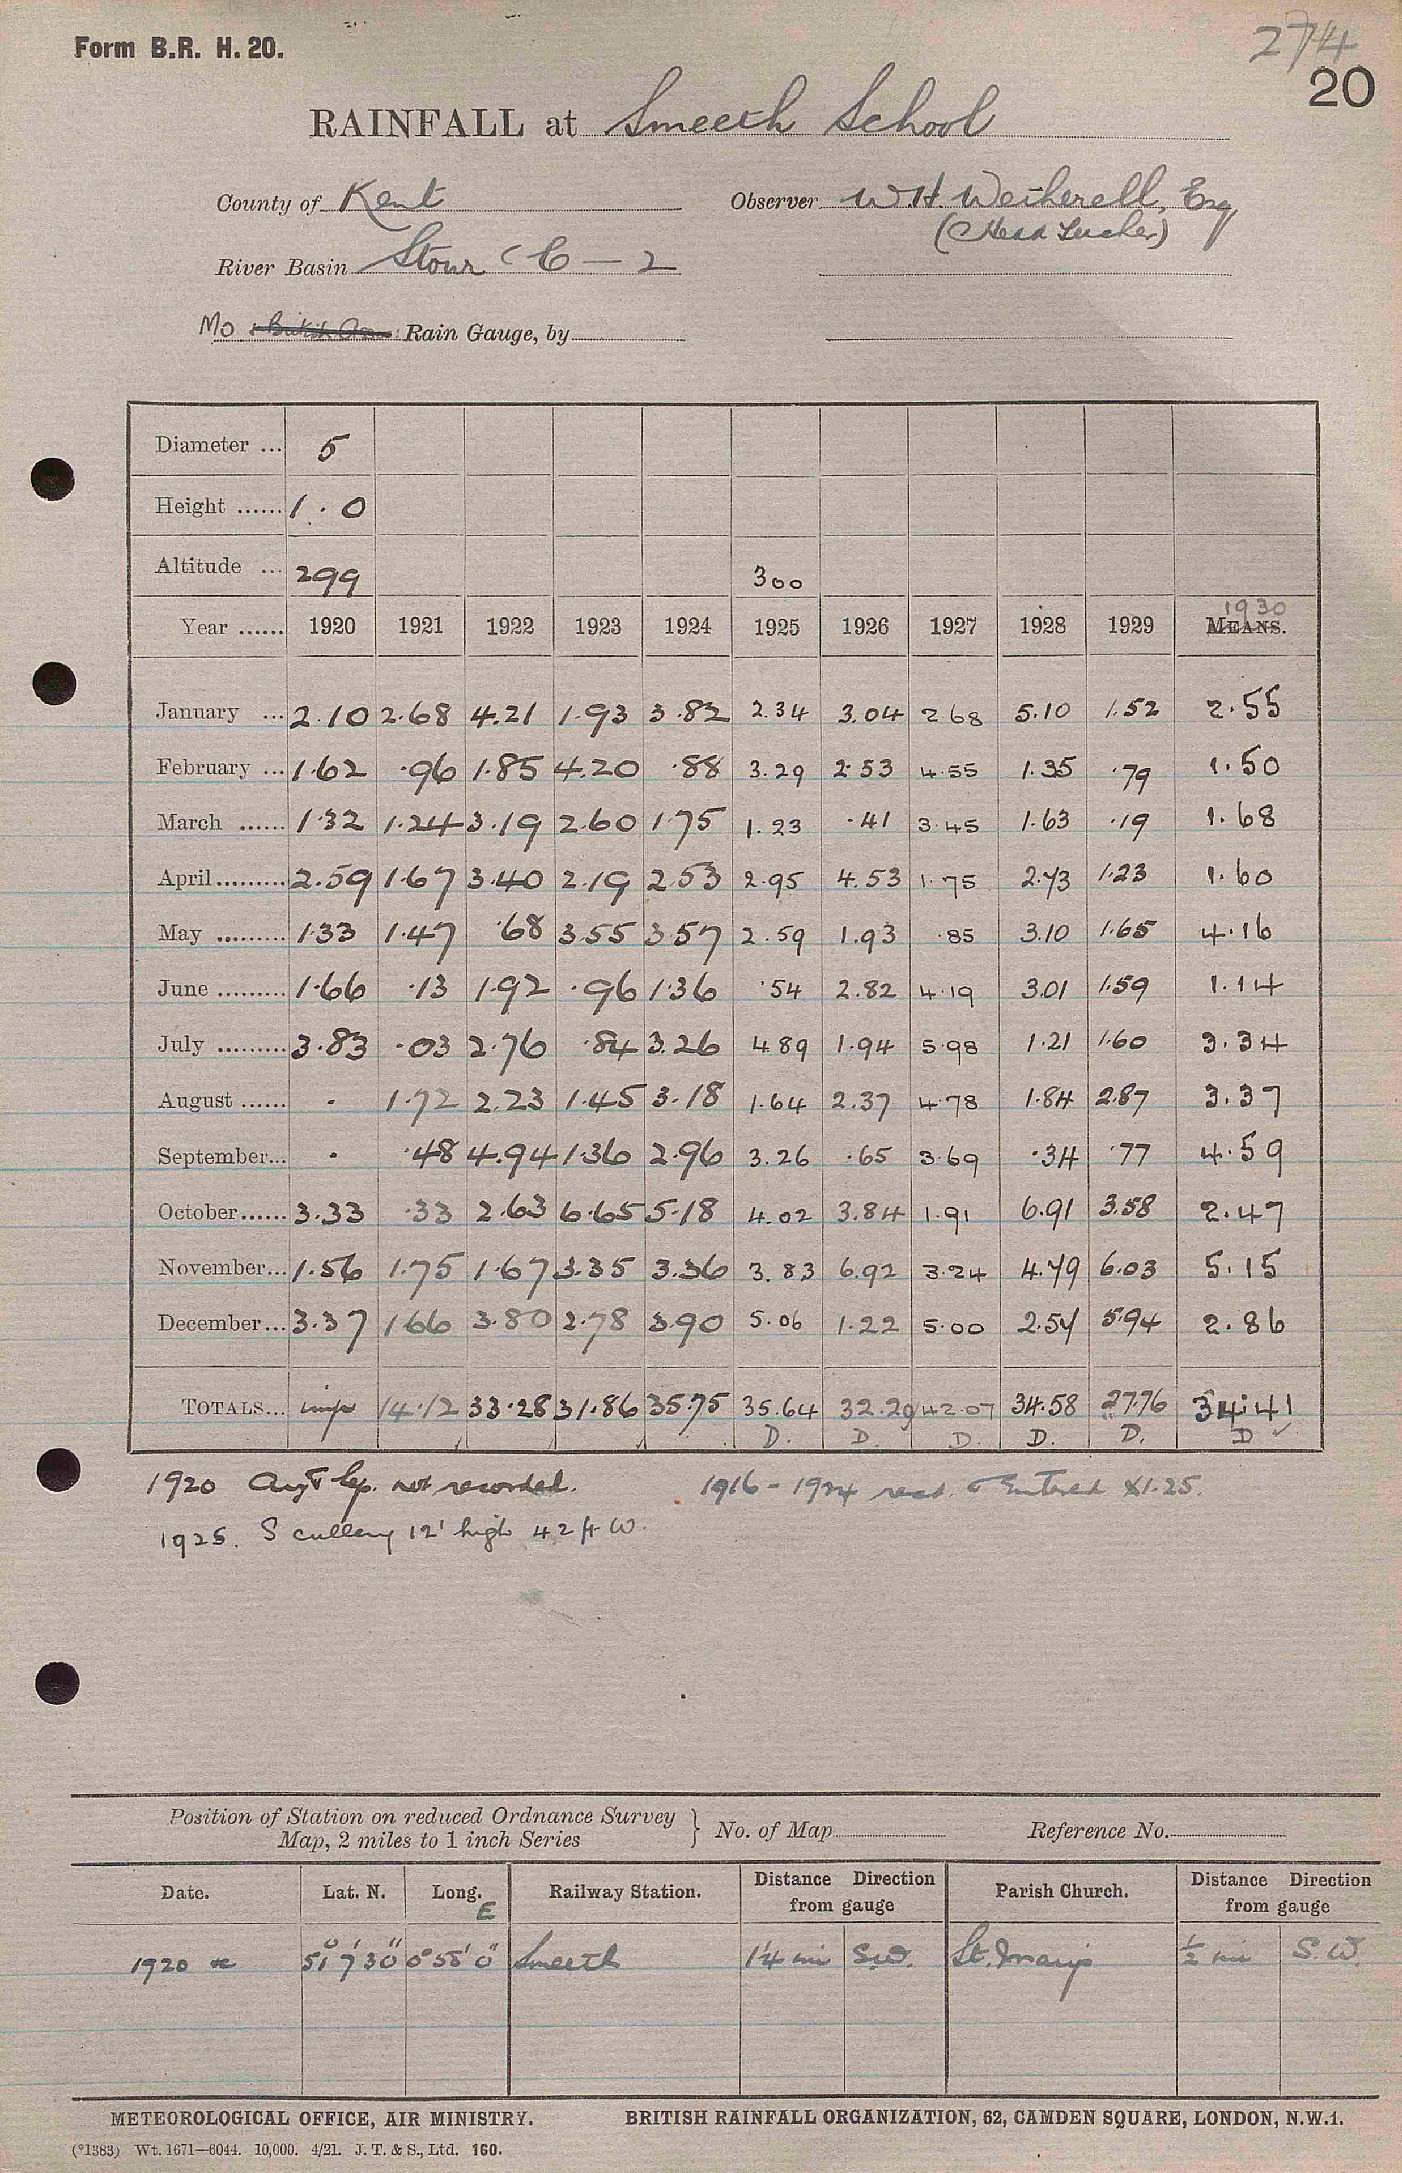 Form B.R. H. 20.
274
20
RAINFALL at Smeeth School
County of Kent Observer W.H. Wetherell, Esq
(Head Teacher)
River Basin Stour C 6 — 2
Mo Rain Gauge, by
Diameter ... 5
Height ...... 1 . 0
Altitude ... 299 300
1930
Year ...... 1920 1921 1922 1923 1924 1925 1926 1927 1928 1929 MEANS.
January ... 2.10 2.68 4.21 1.93 3.82 2.34 3.04 2.68 5.10 1.52 2.55
February ... 1.62 .96 1.85 4.20 .88 3.29 2.53 4.55 1.35 .79 1.50
March ...... 1.32 1.24 3.19 2.60 1.75 1.23 .41 3.45 1.63 .19 1.68
April ......... 2.59 1.67 3.40 2.19 2.53 2.95 4.53 1.75 2.73 1.23 1.60
May ......... 1.33 1.47 .68 3.55 3.57 2.59 1.93 .85 3.10 1.65 4.16
June ......... 1.66 .13 1.92 .96 1.36 .54 2.82 4.19 3.01 1.59 1.14
July ......... 3.83 .03 2.76 .84 3.26 4.89 1.94 5.98 1.21 1.60 3.34
August ...... . 1.72 2.23 1.45 3.18 1.64 2.37 4.78 1.84 2.87 3.37
September... . .48 4.94 1.36 2.96 3.26 .65 3.69 .34 .77 4.59
October...... 3.33 .33 2.63 6.65 5.18 4.02 3.84 1.91 6.91 3.58 2.47
November... 1.56 1.75 1.67 3.35 3.36 3.83 6.92 3.24 4.79 6.03 5.15
December... 3.37 1.66 3.80 2.78 3.90 5.06 1.22 5.00 2.57 5.94 2.86
TOTALS... imp 14.12 33.28 31.86 35.75 35.64 32.20 42.07 34.58 27.76 34.41
D. D. D. D. D. D ✓
1920 Aug & Sep. not recorded. 1916 - 1924 Entered X1.25.
1925. Scullery 12' high 42 ft W.
Position of Station on reduced Ordnance Survey
Map, 2 miles to 1 inch Series } No. of Map Reference No.
Date. Lat. N. Long. E Railway Station. Distance Direction from gauge Parish Church. Distance Direction from gauge
1920 51° 7' 30" 0° 55' 0" Smeeth 1¼ mi S.W. St. Mary's ½ mi S.W.
METEOROLOGICAL OFFICE, AIR MINISTRY. BRITISH RAINFALL ORGANIZATION, 62, CAMDEN SQUARE, LONDON, N.W.1.
(*1383) Wt. 1671—6044. 10,000. 4/21. J. T. & S., Ltd. 160.